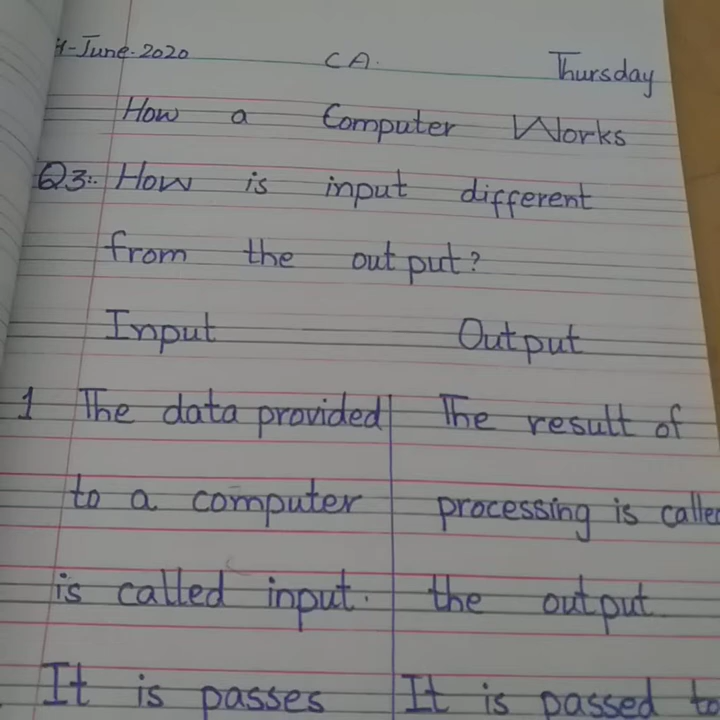 4-June-2020 CA. Thursday
How a Computer Works
Q3:. How is input different
from the output?
Input Output
1 The data provided The result of
to a computer processing is called
is called input. the output
It is passes It is passed to